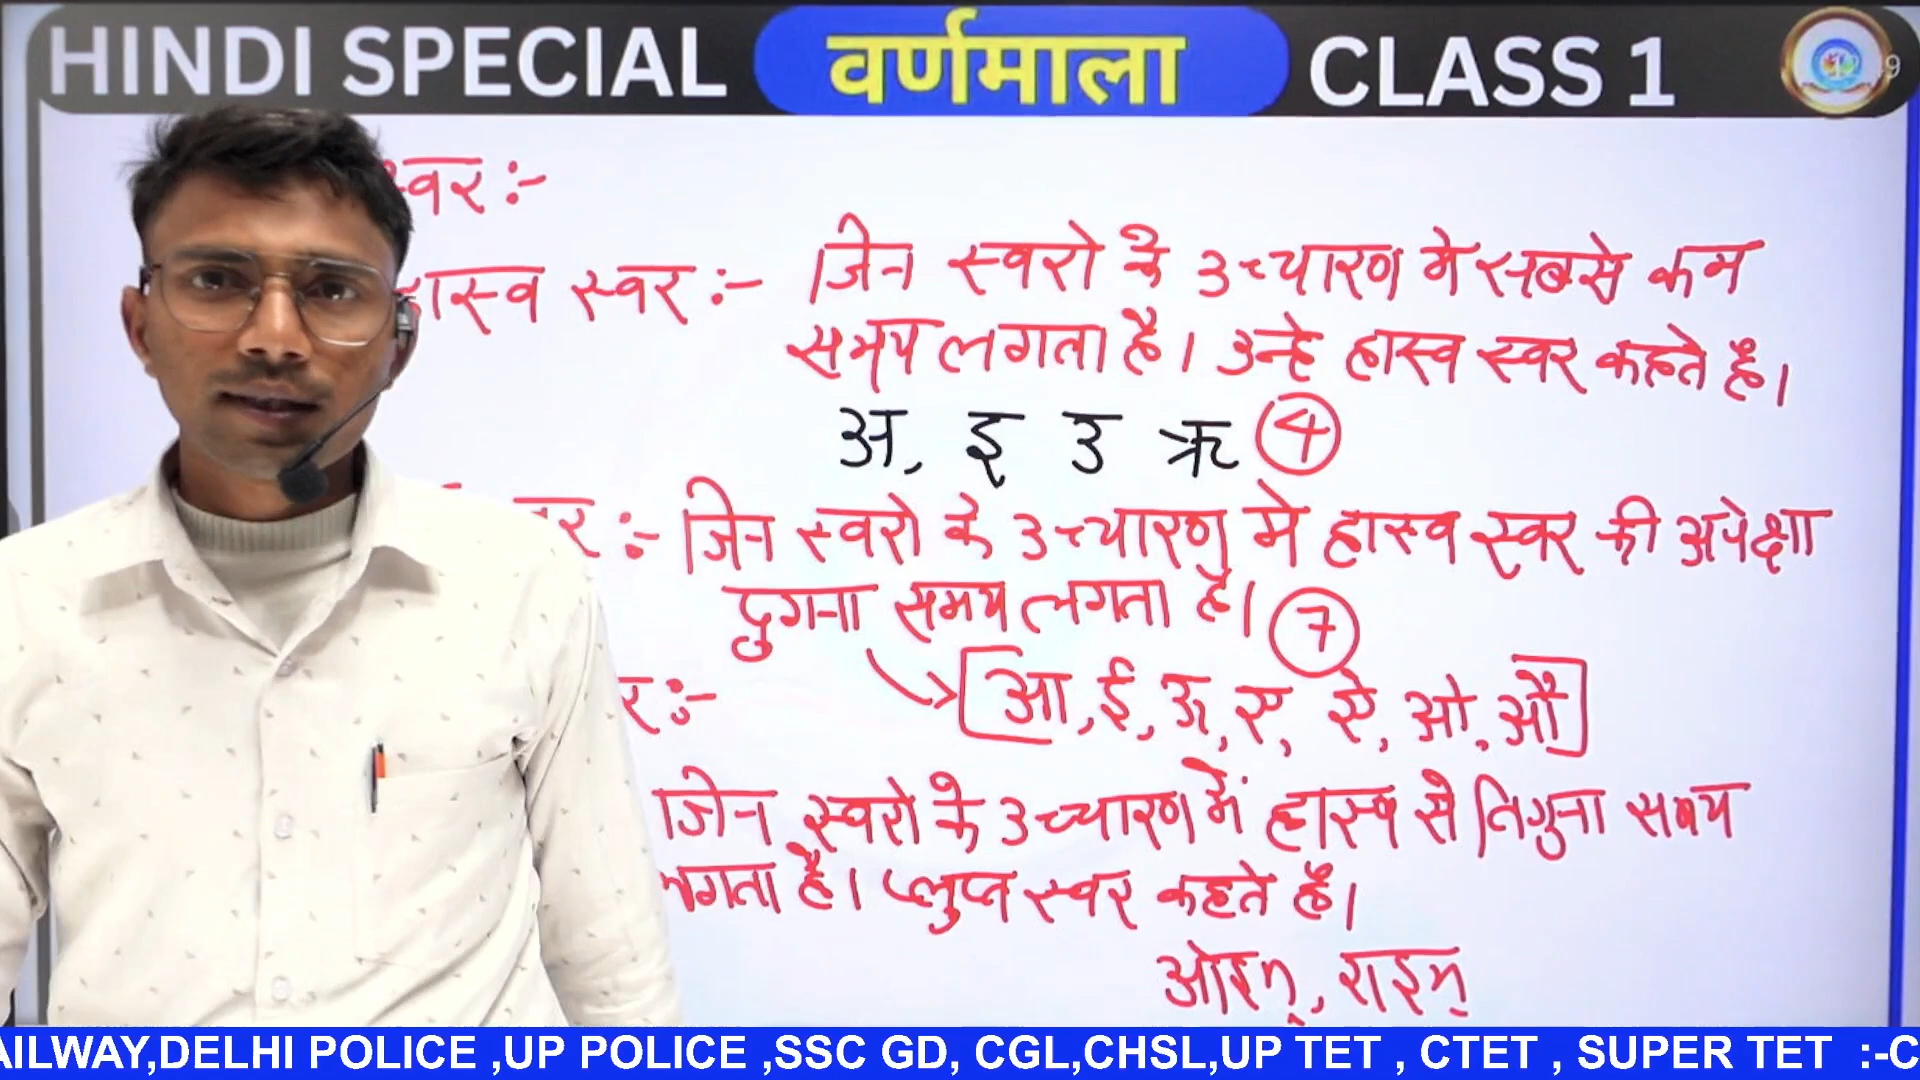 HINDI SPECIAL वर्णमाला CLASS 1
स्वर :-
ह्रास्व स्वर :- जिन स्वरो के उच्चारण मे सबसे कम
समय लगता है। उन्हे ह्रास्व स्वर कहते है।
अ, इ उ ऋ 4
र :- जिन स्वरो के उच्चारण मे ह्रास्व स्वर की अपेक्षा
दुगना समय लगता है। 7
आ, ई, ऊ, ए, ऐ, ओ, औ
र :-
जिन स्वरो के उच्चारण में ह्रास्व से तिगुना समय
लगता है। प्लुप्त स्वर कहते है।
ओइम्, राइम्
AILWAY,DELHI POLICE ,UP POLICE ,SSC GD, CGL,CHSL,UP TET , CTET , SUPER TET :-C